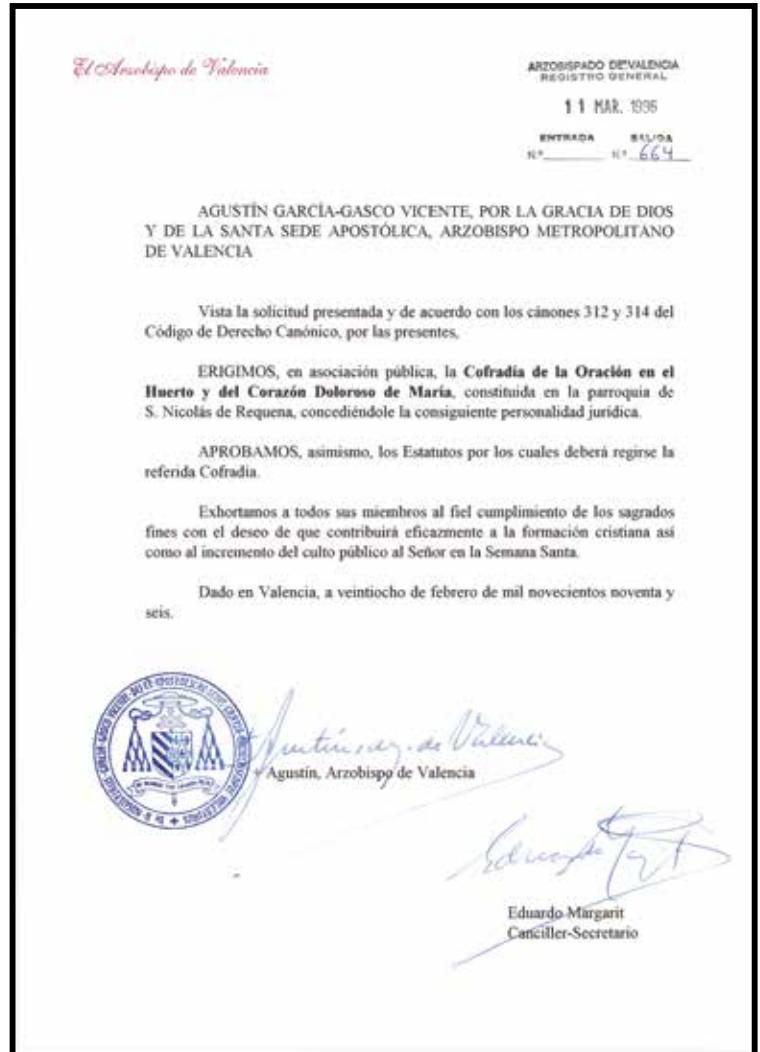 El Arzobispo de Valencia
ARZOBISPADO DE VALENCIA
REGISTRO GENERAL
11 MAR. 1996
ENTRADA SALIDA
N.º N.º 664
AGUSTÍN GARCÍA-GASCO VICENTE, POR LA GRACIA DE DIOS
Y DE LA SANTA SEDE APOSTÓLICA, ARZOBISPO METROPOLITANO
DE VALENCIA
Vista la solicitud presentada y de acuerdo con los cánones 312 y 314 del
Código de Derecho Canónico, por las presentes,
ERIGIMOS, en asociación pública, la Cofradía de la Oración en el
Huerto y del Corazón Doloroso de María, constituida en la parroquia de
S. Nicolás de Requena, concediéndole la consiguiente personalidad jurídica.
APROBAMOS, asimismo, los Estatutos por los cuales deberá regirse la
referida Cofradía.
Exhortamos a todos sus miembros al fiel cumplimiento de los sagrados
fines con el deseo de que contribuirá eficazmente a la formación cristiana así
como al incremento del culto público al Señor en la Semana Santa.
Dado en Valencia, a veintiocho de febrero de mil novecientos noventa y
seis.
+ Agustín, Arzobispo de Valencia
Eduardo Margarit
Canciller-Secretario